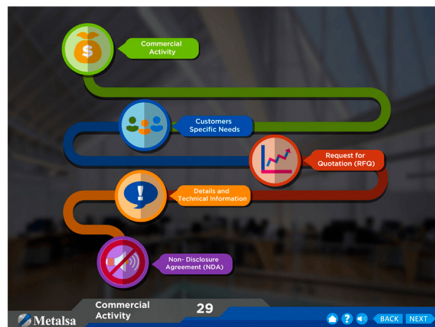 Commercial
Activity
Customers
Specific Needs
Request for
Quotation (RFQ)
Details and
Technical Information
Non- Disclosure
Agreement (NDA)
Metalsa
Commercial
Activity
29
BACK
NEXT